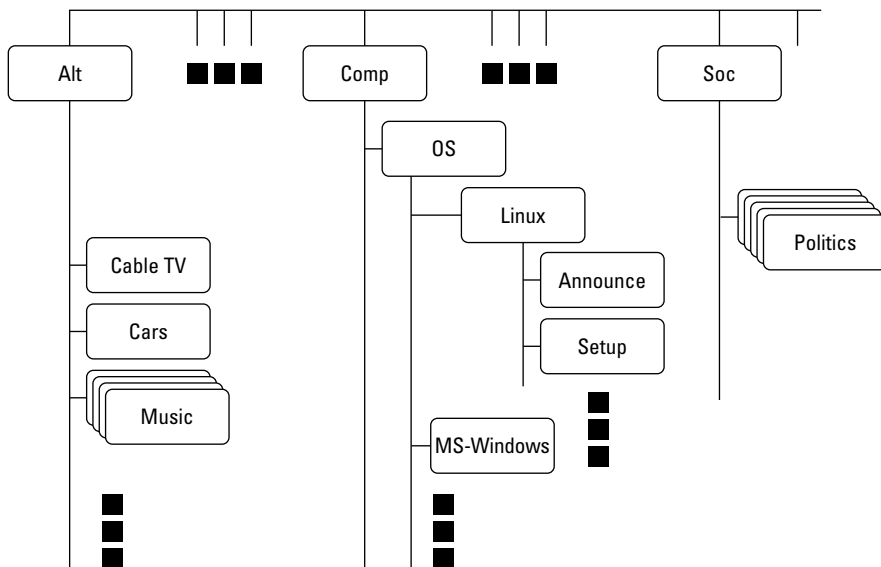 Alt
Comp
Soc
OS
Linux
Politics
Cable TV
Announce
Cars
Setup
Music
MS-Windows